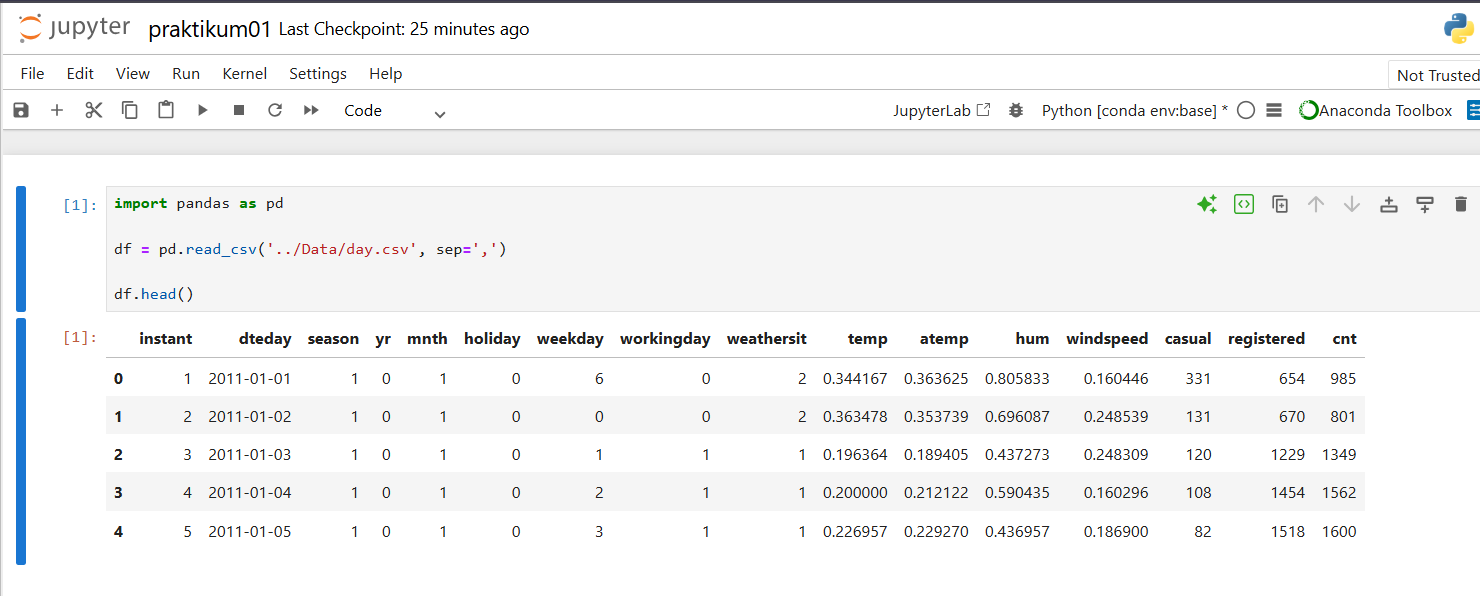 jupyter praktikum01 Last Checkpoint: 25 minutes ago
File Edit View Run Kernel Settings Help
Not Trusted
Code JupyterLab Python [conda env:base] * Anaconda Toolbox
[1]: import pandas as pd
df = pd.read_csv('../Data/day.csv', sep=',')
df.head()
[1]: instant dteday season yr mnth holiday weekday workingday weathersit temp atemp hum windspeed casual registered cnt
0 1 2011-01-01 1 0 1 0 6 0 2 0.344167 0.363625 0.805833 0.160446 331 654 985
1 2 2011-01-02 1 0 1 0 0 0 2 0.363478 0.353739 0.696087 0.248539 131 670 801
2 3 2011-01-03 1 0 1 0 1 1 1 0.196364 0.189405 0.437273 0.248309 120 1229 1349
3 4 2011-01-04 1 0 1 0 2 1 1 0.200000 0.212122 0.590435 0.160296 108 1454 1562
4 5 2011-01-05 1 0 1 0 3 1 1 0.226957 0.229270 0.436957 0.186900 82 1518 1600